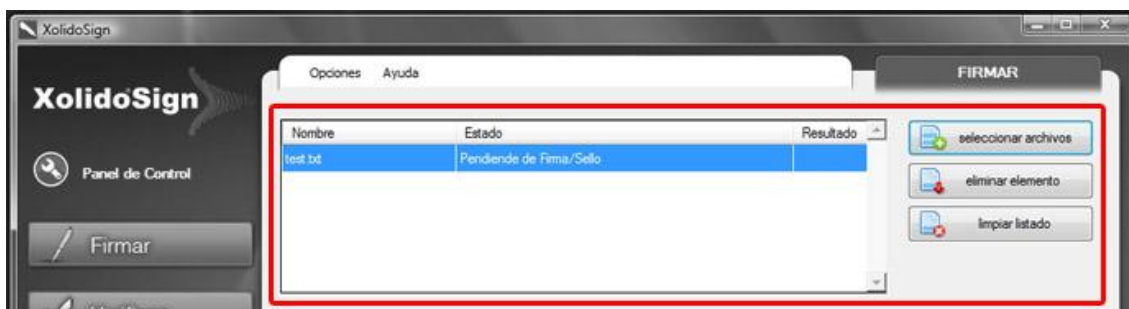 XolidoSign
Opciones Ayuda
FIRMAR
XolidoSign
Nombre Estado Resultado
test.txt Pendiente de Firma/Sello
seleccionar archivos
eliminar elemento
limpiar listado
Panel de Control
Firmar